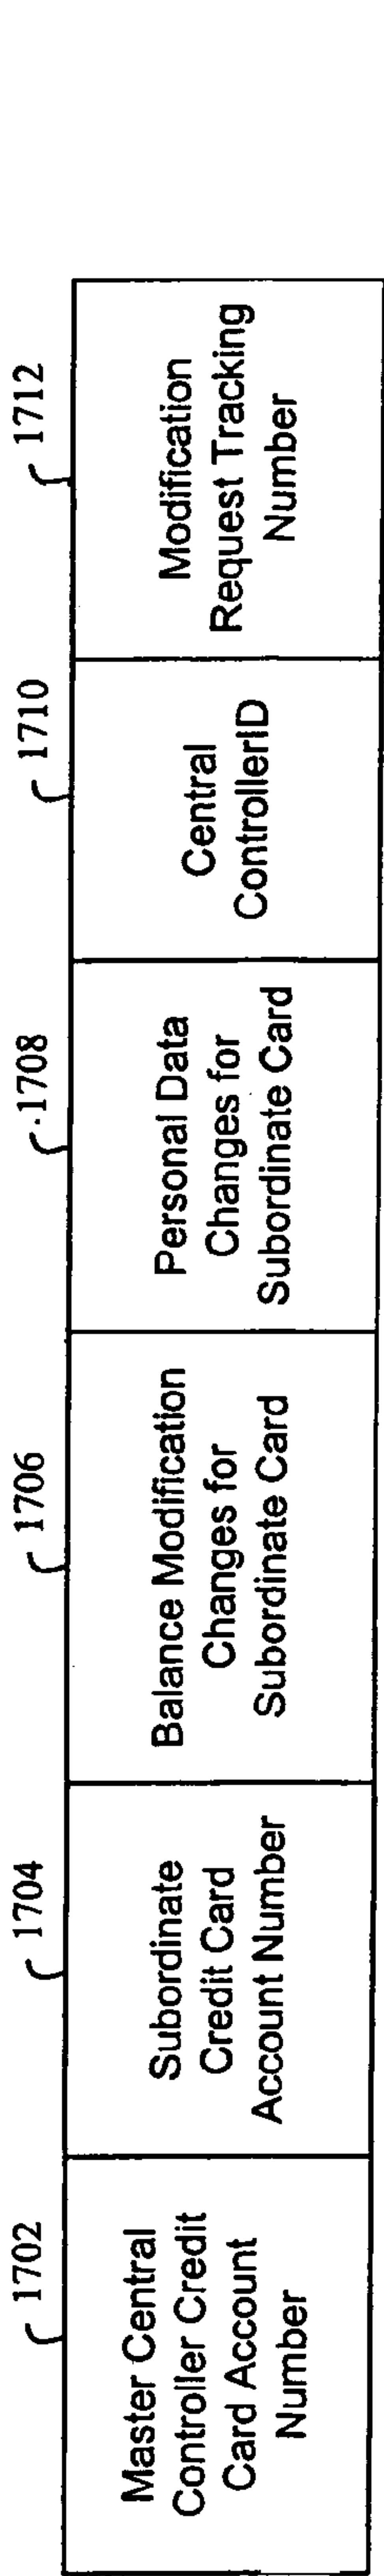 1702
1704
1706
1708
1710
1712
Master Central
Controller Credit
Card Account
Number
Subordinate
Credit Card
Account Number
Balance Modification
Changes for
Subordinate Card
Personal Data
Changes for
Subordinate Card
Central
ControllerID
Modification
Request Tracking
Number